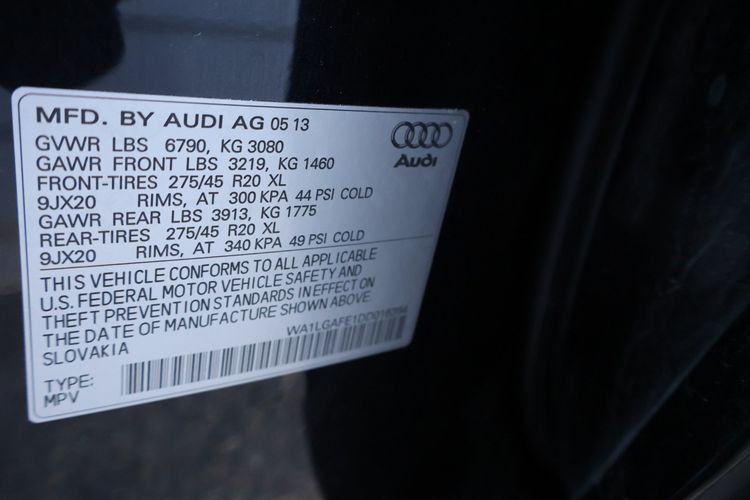 MFD. BY AUDI AG 05 13
GVWR LBS 6790, KG 3080
GAWR FRONT LBS 3219, KG 1460
FRONT-TIRES 275/45 R20 XL
9JX20 RIMS, AT 300 KPA 44 PSI COLD
GAWR REAR LBS 3913, KG 1775
REAR-TIRES 275/45 R20 XL
9JX20 RIMS, AT 340 KPA 49 PSI COLD
Audi
THIS VEHICLE CONFORMS TO ALL APPLICABLE
U.S. FEDERAL MOTOR VEHICLE SAFETY AND
THEFT PREVENTION STANDARDS IN EFFECT ON
THE DATE OF MANUFACTURE SHOWN ABOVE.
SLOVAKIA
TYPE:
MPV